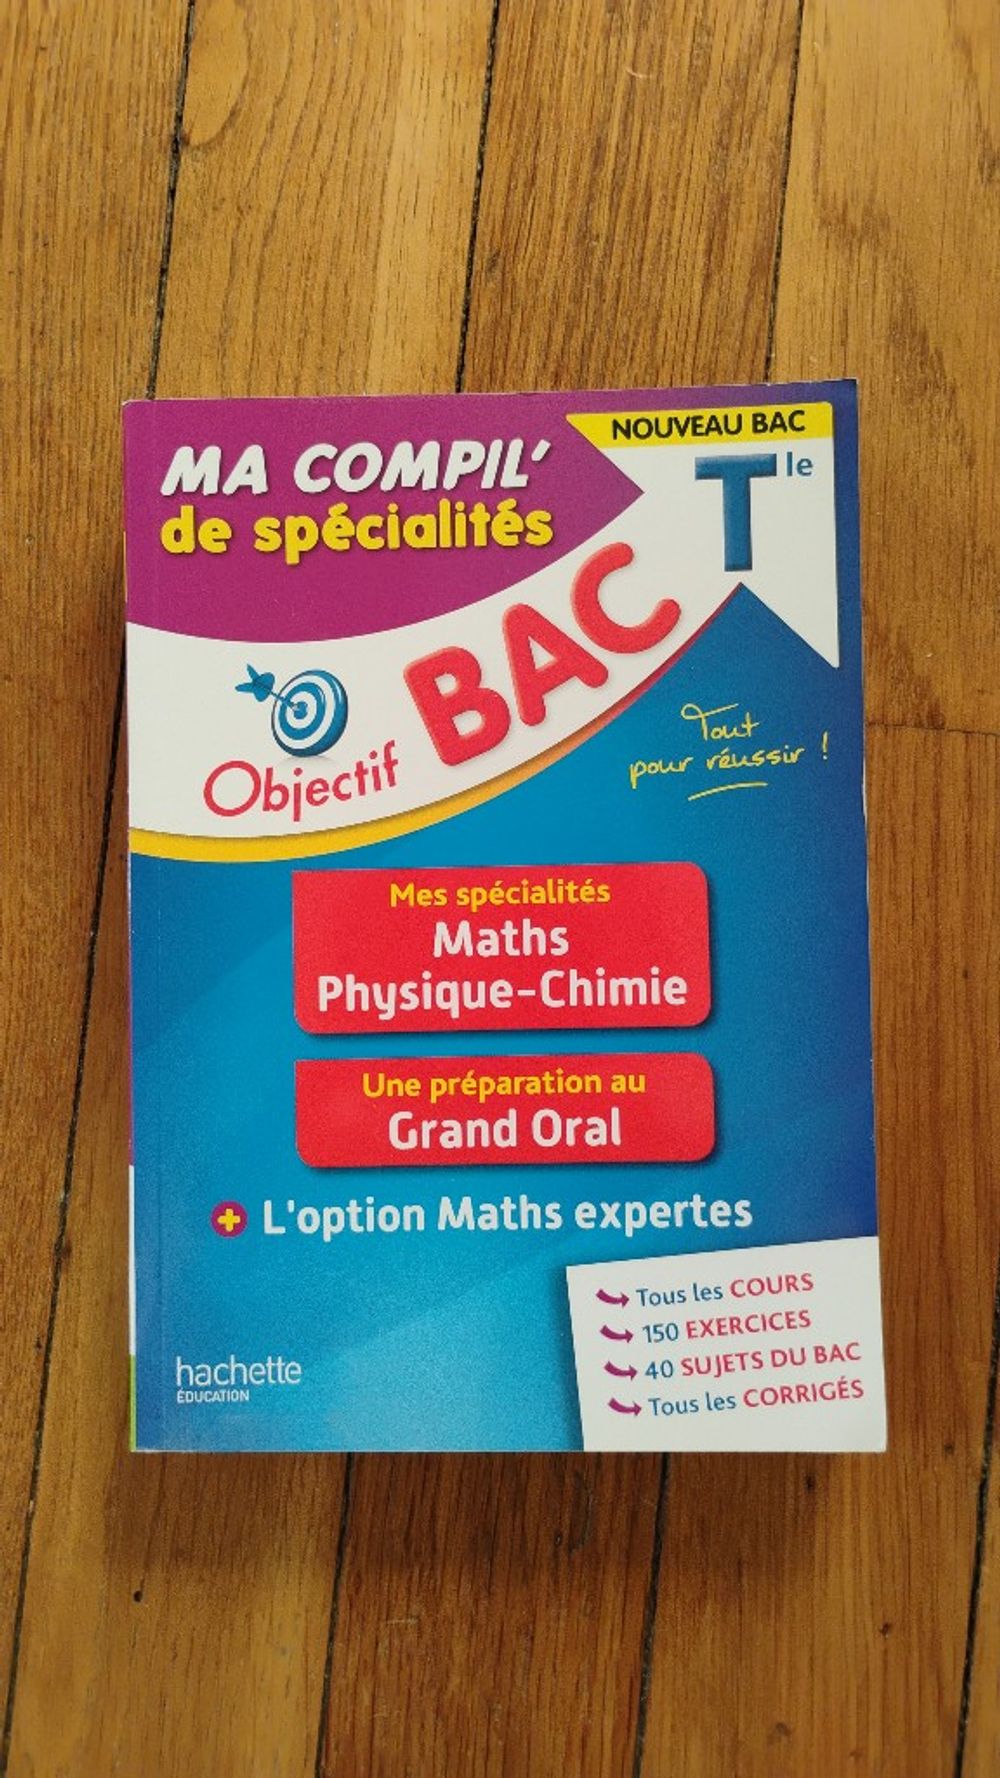 MA COMPIL'
de spécialités
NOUVEAU BAC
Tle
Objectif BAC
Tout
pour réussir !
Mes spécialités
Maths
Physique-Chimie
Une préparation au
Grand Oral
+ L'option Maths expertes
Tous les COURS
150 EXERCICES
40 SUJETS DU BAC
Tous les CORRIGÉS
hachette
ÉDUCATION